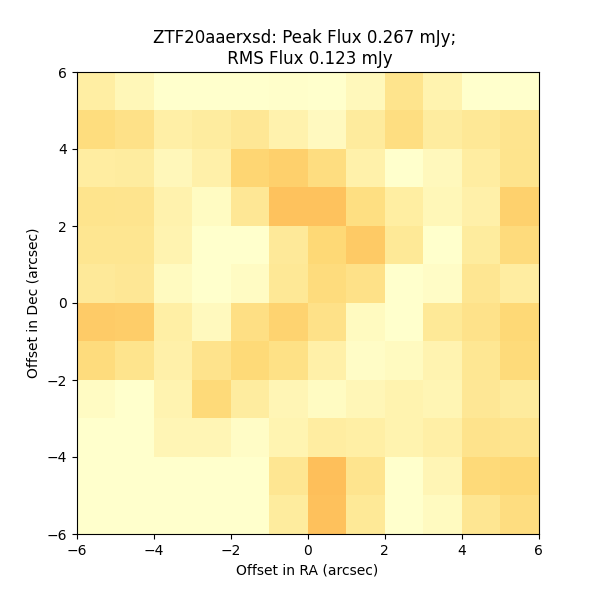 ZTF20aaerxsd: Peak Flux 0.267 mJy;
RMS Flux 0.123 mJy
6
4
2
0
−2
−4
−6
Offset in Dec (arcsec)
−6 −4 −2 0 2 4 6
Offset in RA (arcsec)